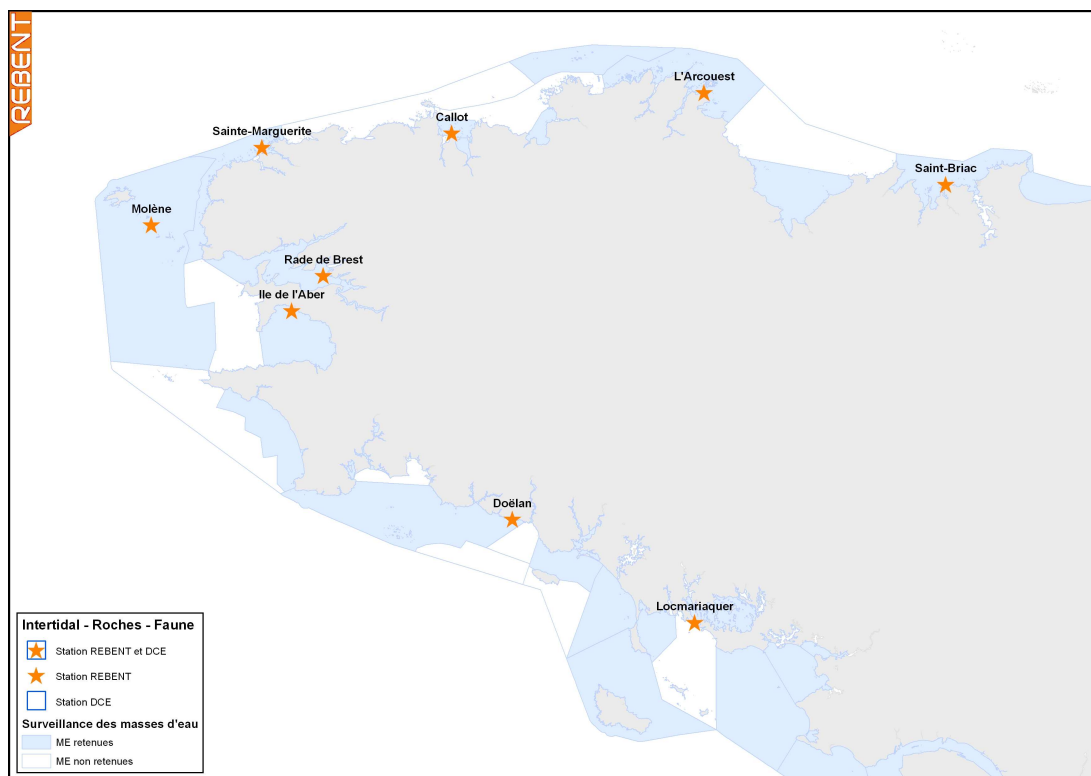 REBENT
L'Arcouest
Callot
Sainte-Marguerite
Saint-Briac
Molène
Rade de Brest
Ile de l'Aber
Doëlan
Locmariaquer
Intertidal - Roches - Faune
Station REBENT et DCE
Station REBENT
Station DCE
Surveillance des masses d'eau
ME retenues
ME non retenues